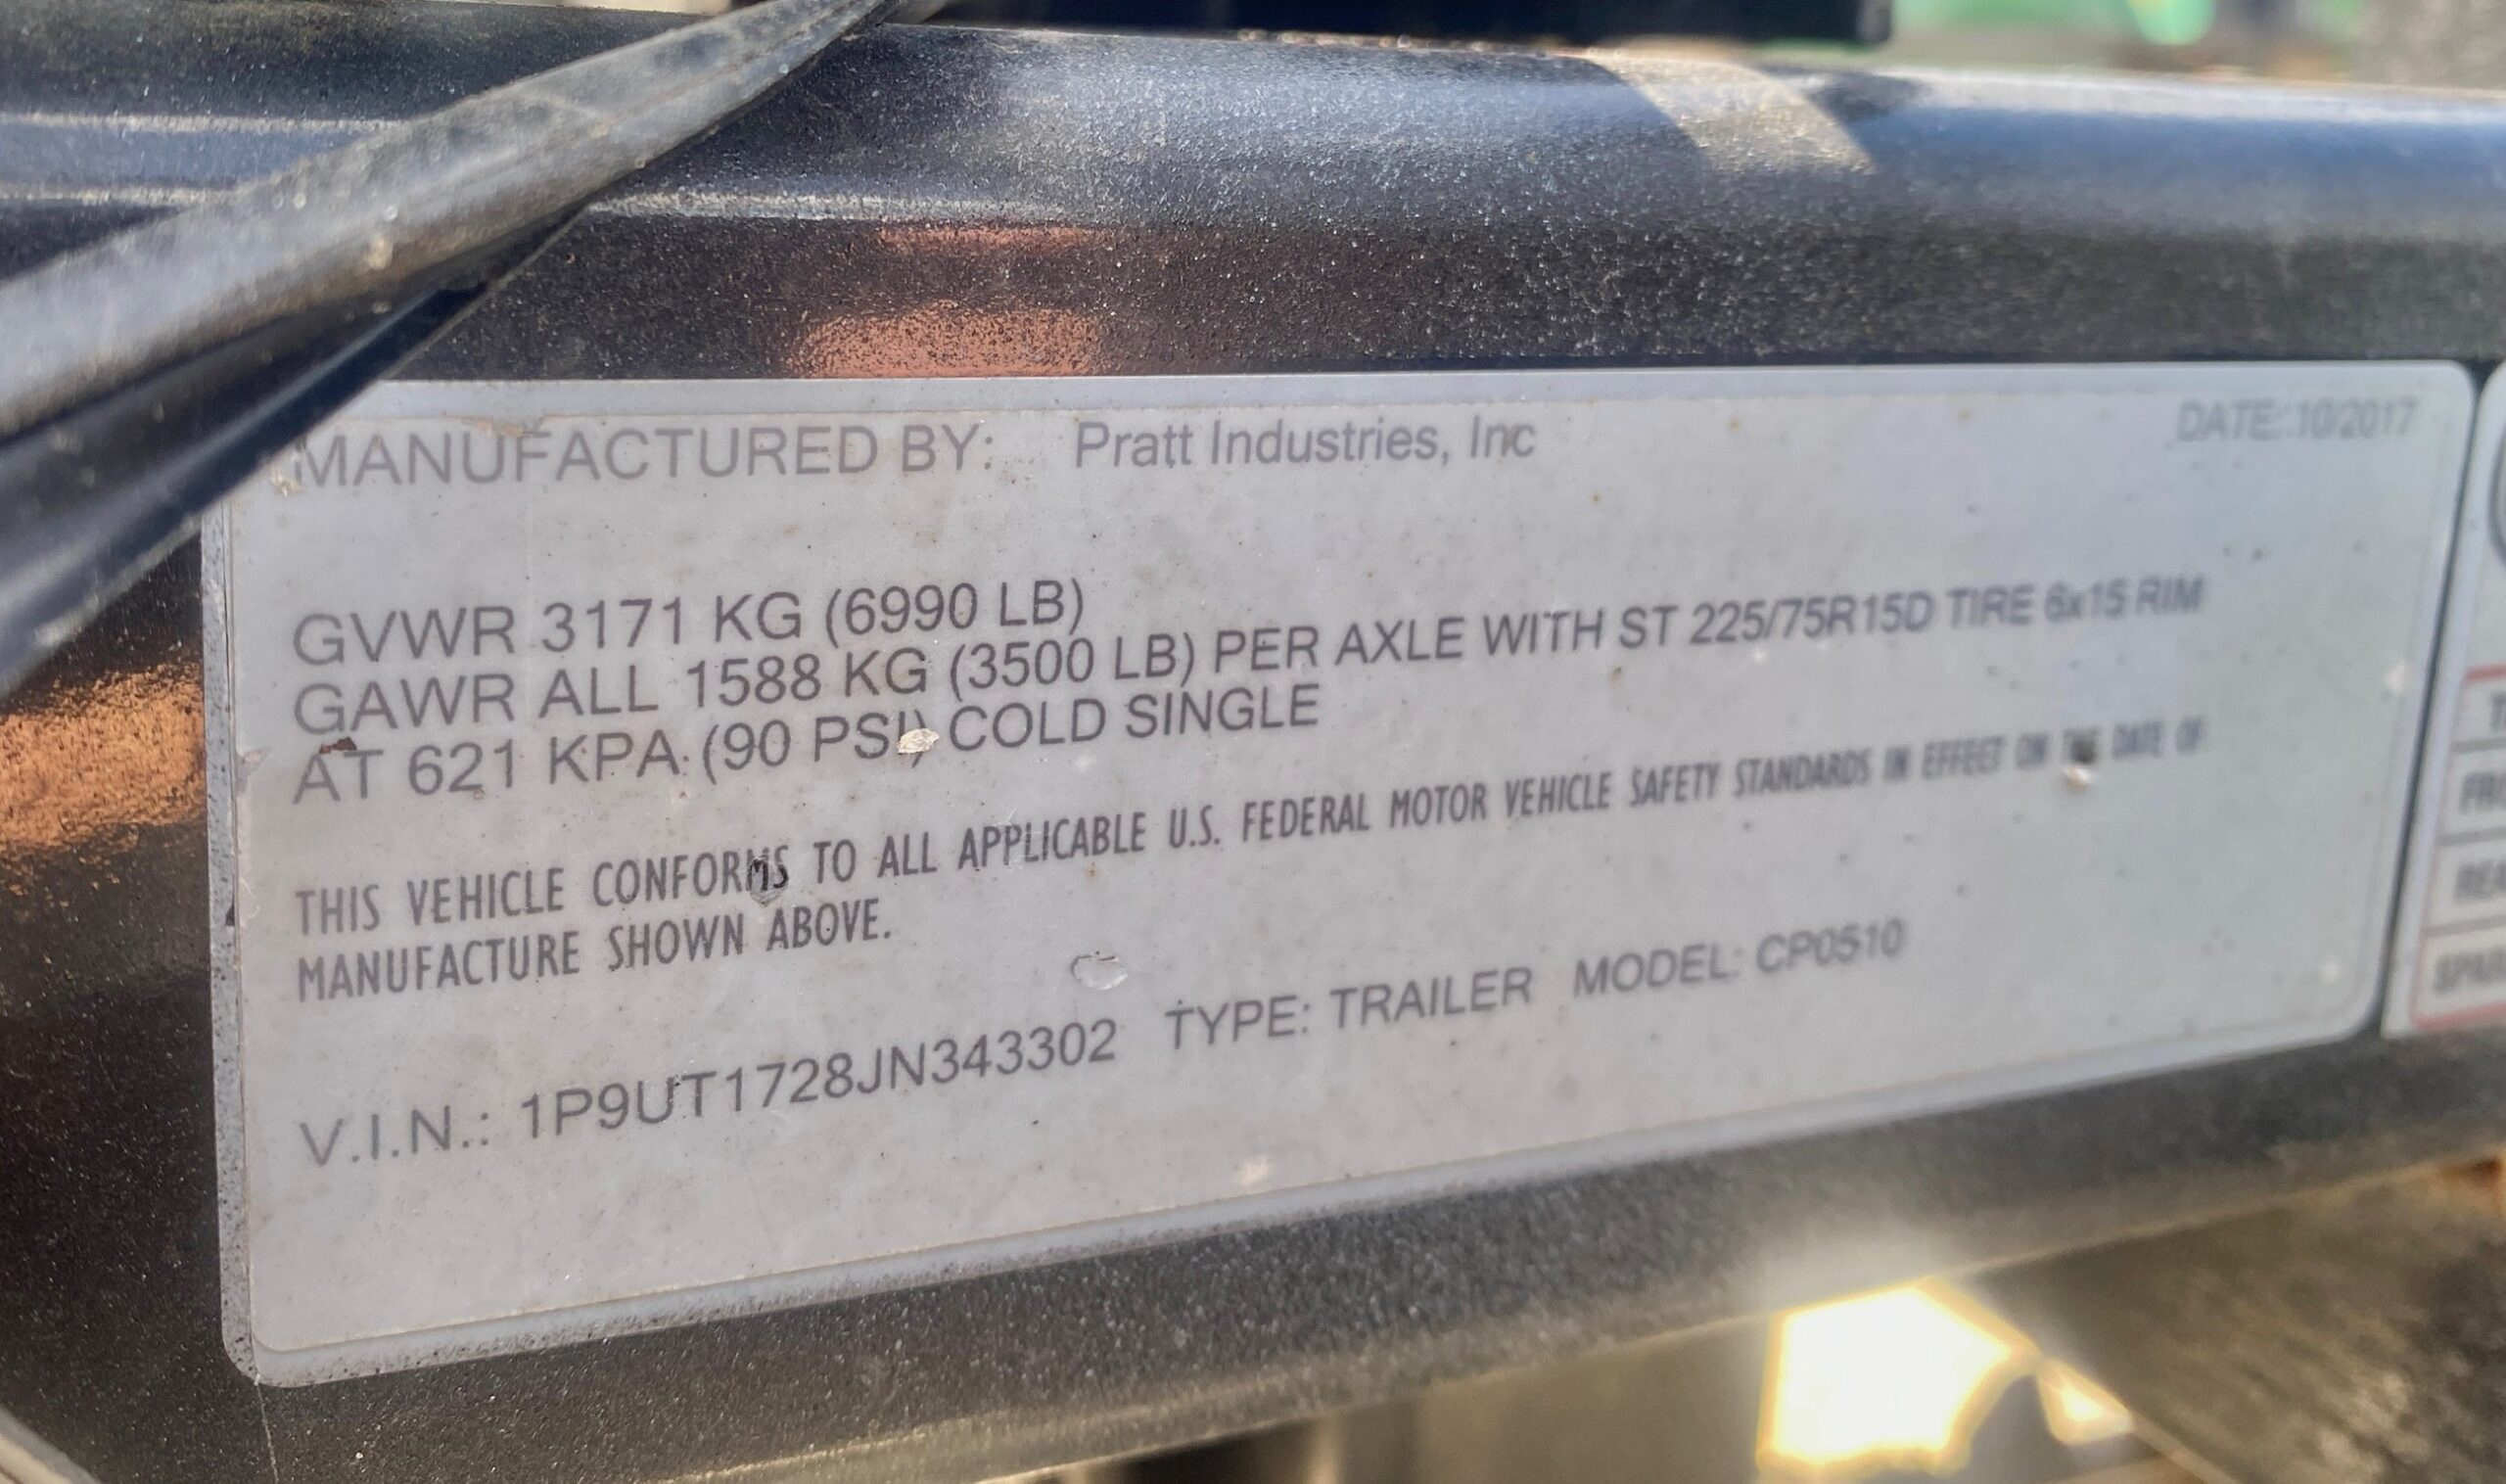 MANUFACTURED BY: Pratt Industries, Inc DATE:10/2017
GVWR 3171 KG (6990 LB)
GAWR ALL 1588 KG (3500 LB) PER AXLE WITH ST 225/75R15D TIRE 6x15 RIM
AT 621 KPA (90 PSI) COLD SINGLE
THIS VEHICLE CONFORMS TO ALL APPLICABLE U.S. FEDERAL MOTOR VEHICLE SAFETY STANDARDS IN EFFECT ON THE DATE OF
MANUFACTURE SHOWN ABOVE.
V.I.N.: 1P9UT1728JN343302 TYPE: TRAILER MODEL: CP0510